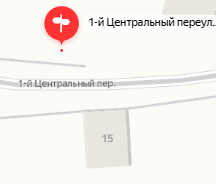 1-й Центральный переул...
1-й Центральный пер.
15